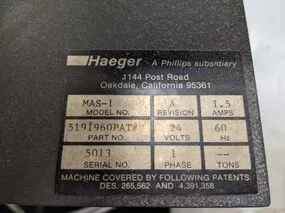 Haeger A Phillips subsidiary
1144 Post Road
Oakdale, California 95361
MAS-1 A 1.5
MODEL NO. REVISION AMPS
5191960PAT# 24 60
PART NO. VOLTS Hz
5013 1 --
SERIAL NO. PHASE TONS
MACHINE COVERED BY FOLLOWING PATENTS
DES. 265,562 AND 4,391,358